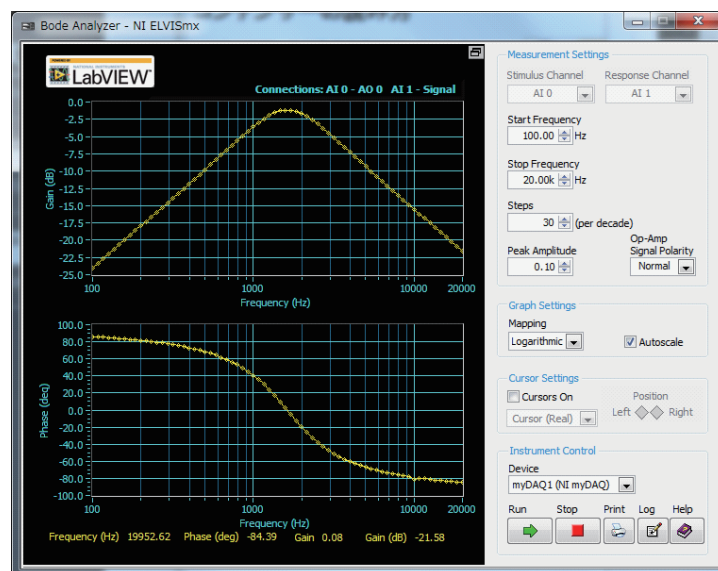 Bode Analyzer - NI ELVISmx
NATIONAL INSTRUMENTS
LabVIEW
Connections: AI 0 - AO 0 AI 1 - Signal
Gain (dB)
0.0
-2.5
-5.0
-7.5
-10.0
-12.5
-15.0
-17.5
-20.0
-22.5
-25.0
100 1000 10000 20000
Frequency (Hz)
Phase (deg)
100.0
80.0
60.0
40.0
20.0
0.0
-20.0
-40.0
-60.0
-80.0
-100.0
100 1000 10000 20000
Frequency (Hz)
Frequency (Hz) 19952.62 Phase (deg) -84.39 Gain 0.08 Gain (dB) -21.58
Measurement Settings
Stimulus Channel Response Channel
AI 0 AI 1
Start Frequency
100.00 Hz
Stop Frequency
20.00k Hz
Steps
30 (per decade)
Peak Amplitude
0.10
Op-Amp
Signal Polarity
Normal
Graph Settings
Mapping
Logarithmic Autoscale
Cursor Settings
Cursors On Position
Cursor (Real) Left Right
Instrument Control
Device
myDAQ1 (NI myDAQ)
Run Stop Print Log Help